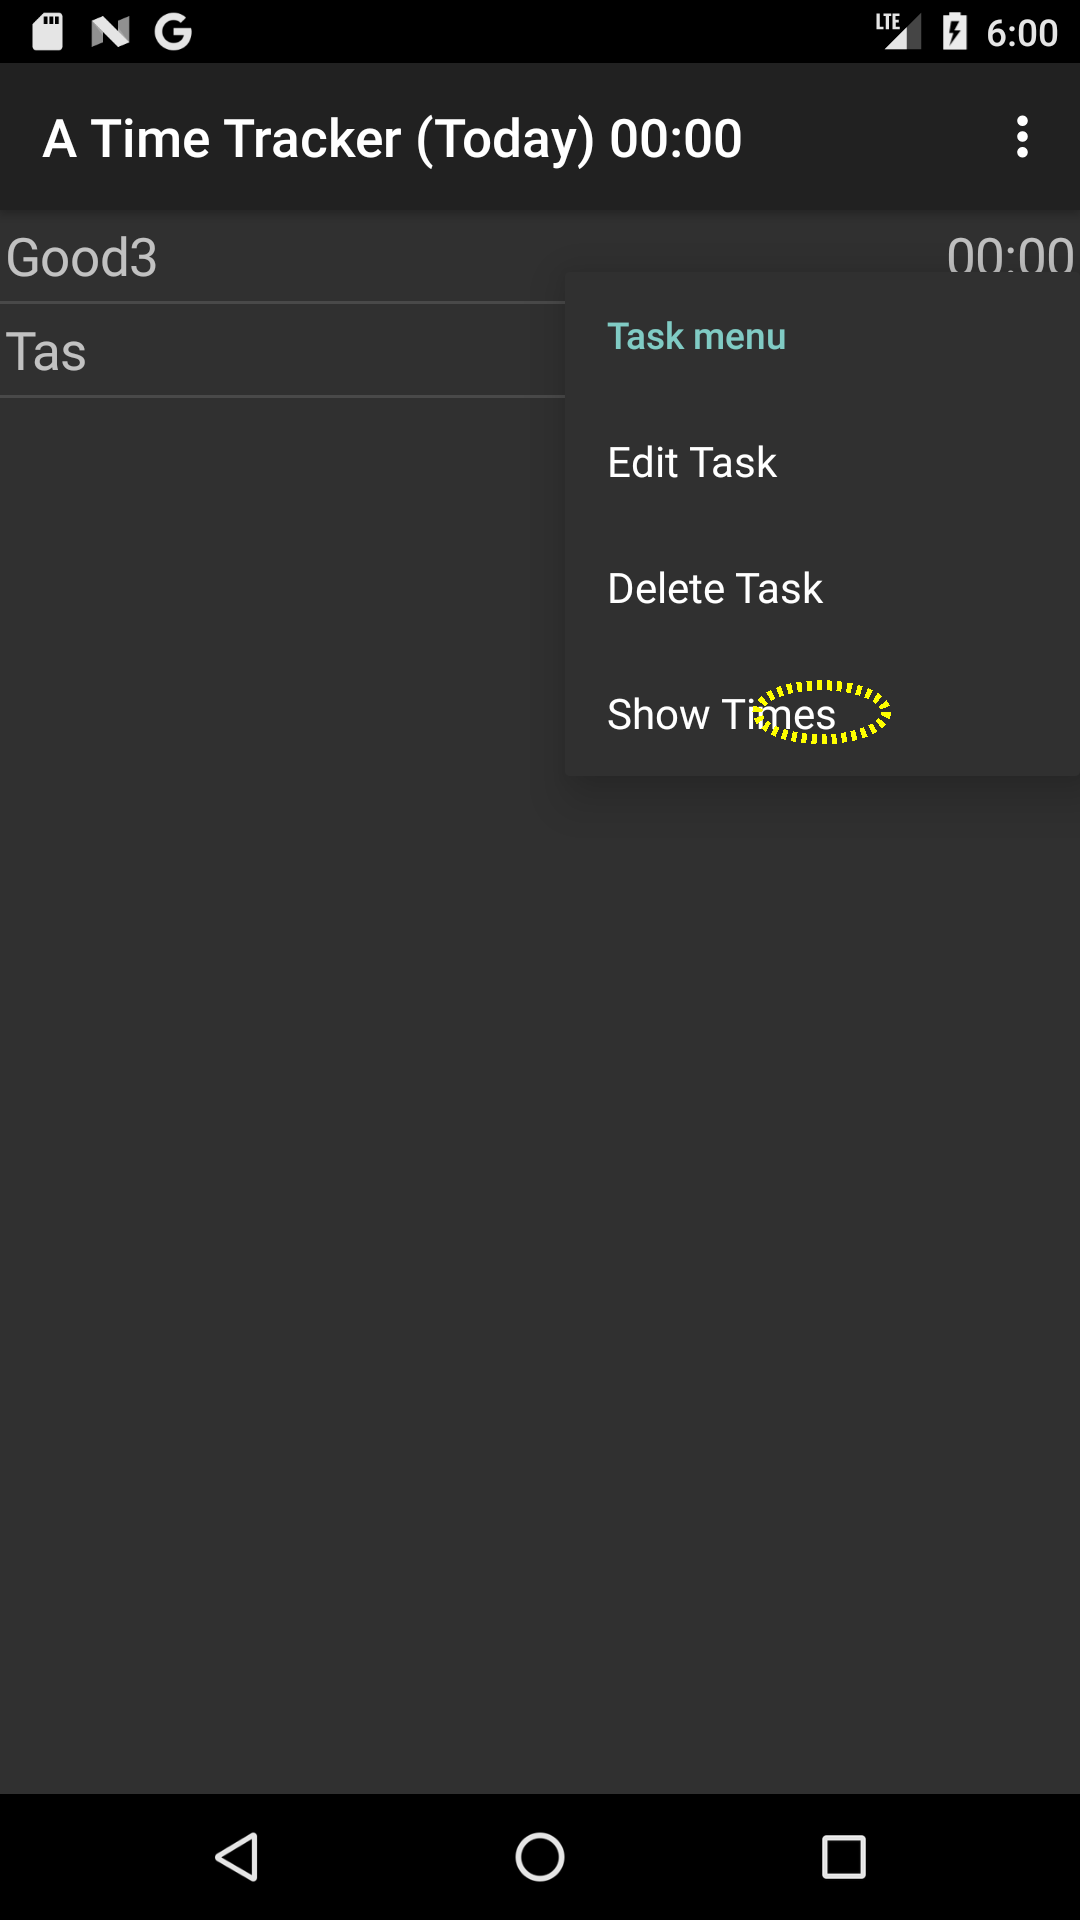 LTE 6:00
A Time Tracker (Today) 00:00
Good3 00:00
Tas
Task menu
Edit Task
Delete Task
Show Times